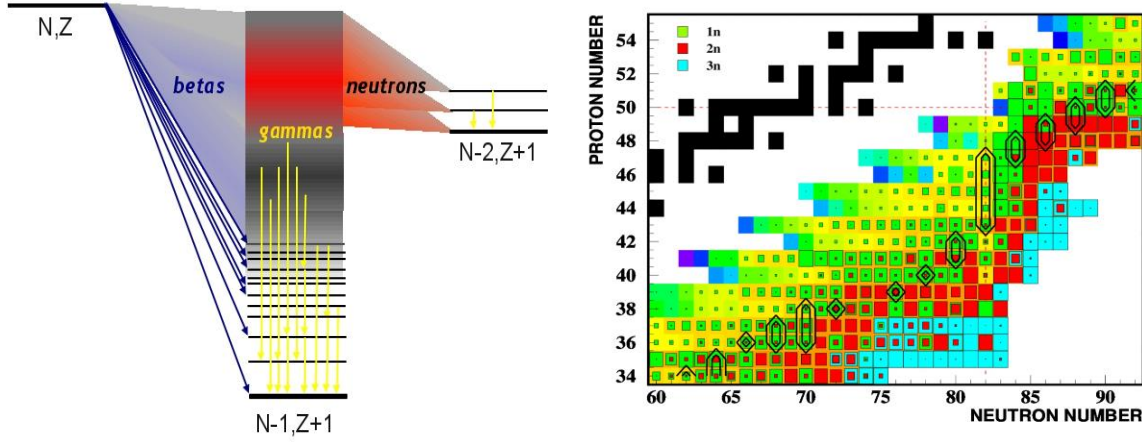 N,Z
betas
gammas
neutrons
N-2,Z+1
N-1,Z+1
PROTON NUMBER
54
52
50
48
46
44
42
40
38
36
34
1n
2n
3n
60 65 70 75 80 85 90
NEUTRON NUMBER